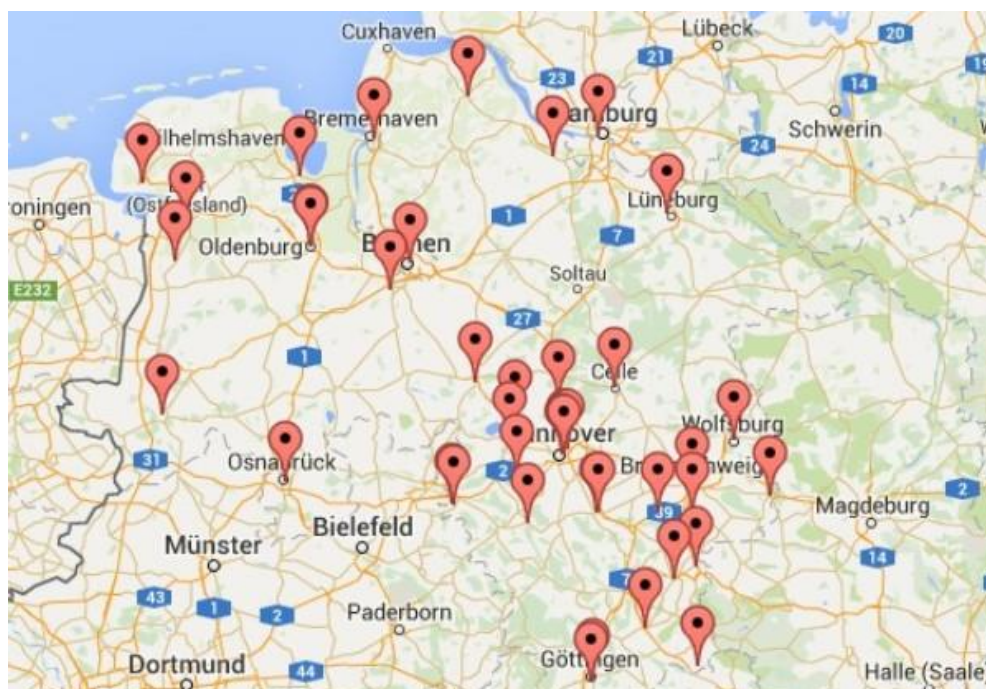 Cuxhaven
Lübeck
20
21
23
19
14
Bremerhaven
Hamburg
Schwerin
Wilhelmshaven
24
roningen
(Ostfriesland)
Lüneburg
1
7
Oldenburg
Bremen
Soltau
E232
27
1
Celle
Wolfsburg
Hannover
31
Osnabrück
2
Braunschweig
2
Magdeburg
39
Bielefeld
Münster
14
7
43
1
2
Paderborn
Göttingen
Dortmund
44
Halle (Saale)